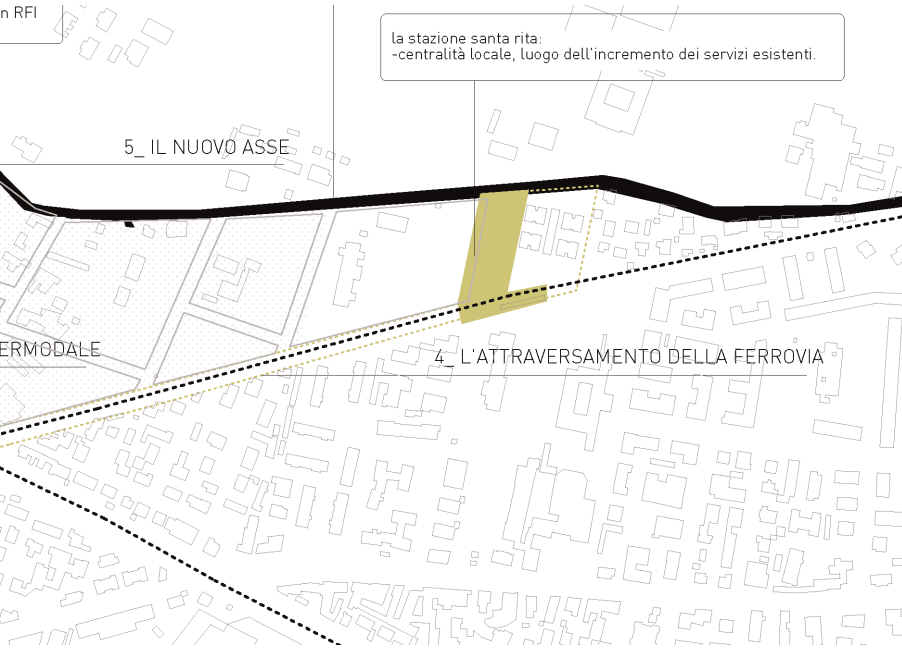 n RFI
la stazione santa rita:
-centralità locale, luogo dell'incremento dei servizi esistenti.
5_ IL NUOVO ASSE
ERMODALE
4_ L'ATTRAVERSAMENTO DELLA FERROVIA